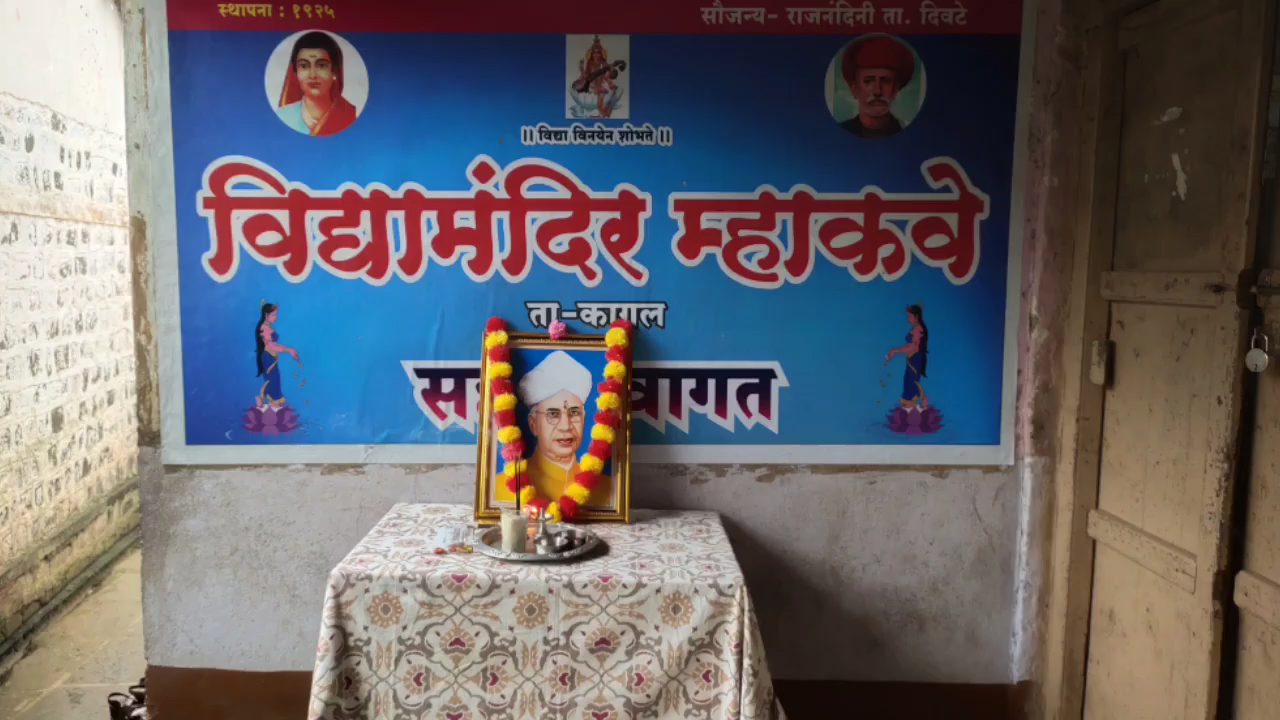 स्थापना : १९२५
सौजन्य- राजनंदिनी ता. दिवटे
॥ विद्या विनयेन शोभते ॥
विद्यामंदिर म्हाकवे
ता-कागल